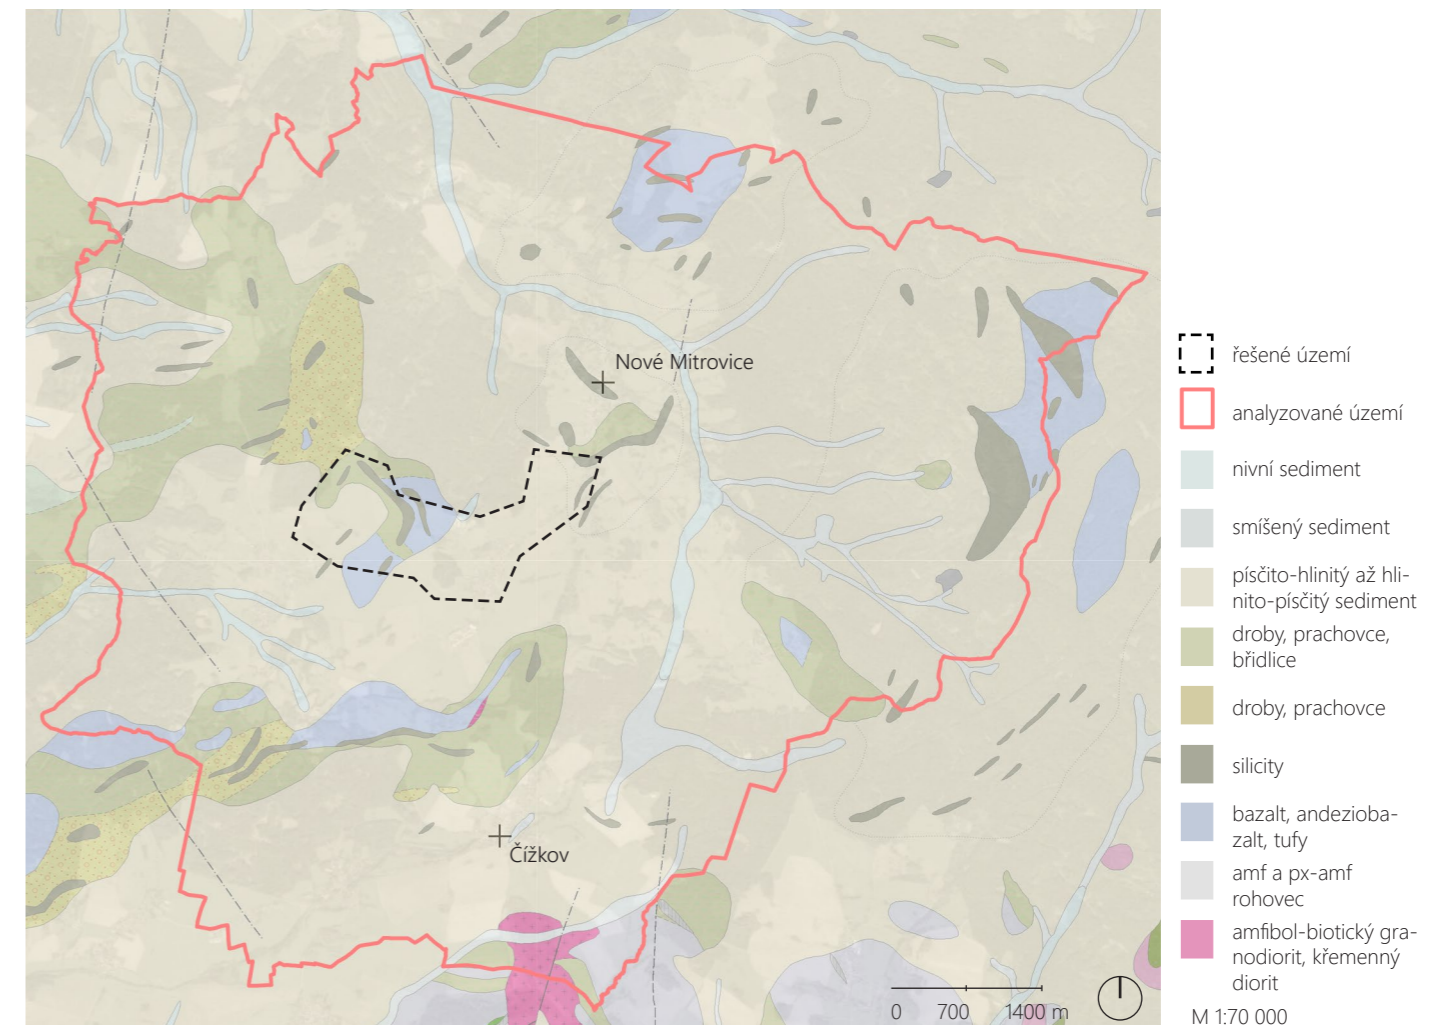 Nové Mitrovice
Čížkov
0 700 1400 m
řešené území
analyzované území
nivní sediment
smíšený sediment
písčito-hlinitý až hli-
nito-písčitý sediment
droby, prachovce,
břidlice
droby, prachovce
silicity
bazalt, andezioba-
zalt, tufy
amf a px-amf
rohovec
amfibol-biotický gra-
nodiorit, křemenný
diorit
M 1:70 000